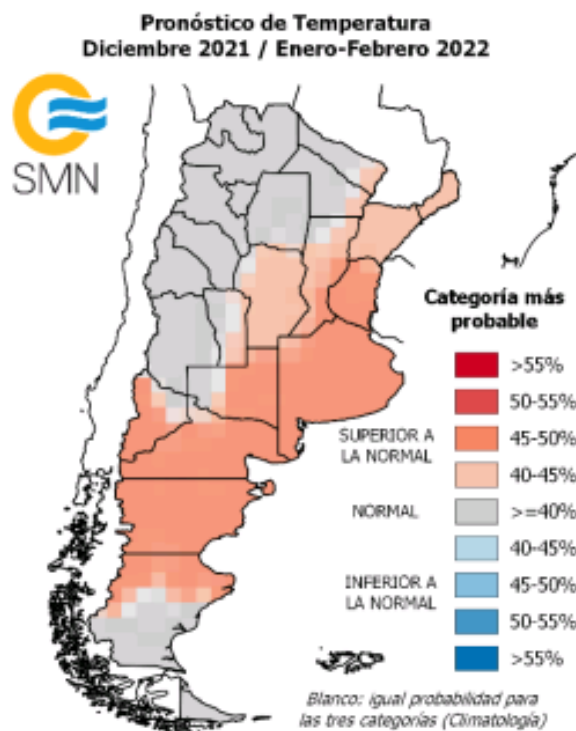 Pronóstico de Temperatura
Diciembre 2021 / Enero-Febrero 2022
SMN
Categoría más
probable
>55%
50-55%
SUPERIOR A
LA NORMAL
45-50%
40-45%
NORMAL
>=40%
40-45%
INFERIOR A
LA NORMAL
45-50%
50-55%
>55%
Blanco: igual probabilidad para
las tres categorías (Climatología)